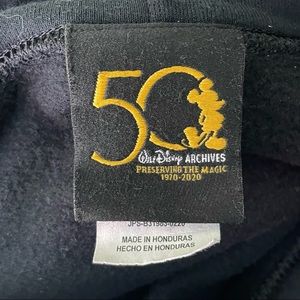 50
Walt Disney ARCHIVES
PRESERVING THE MAGIC
1970-2020
MADE IN HONDURAS
HECHO EN HONDURAS